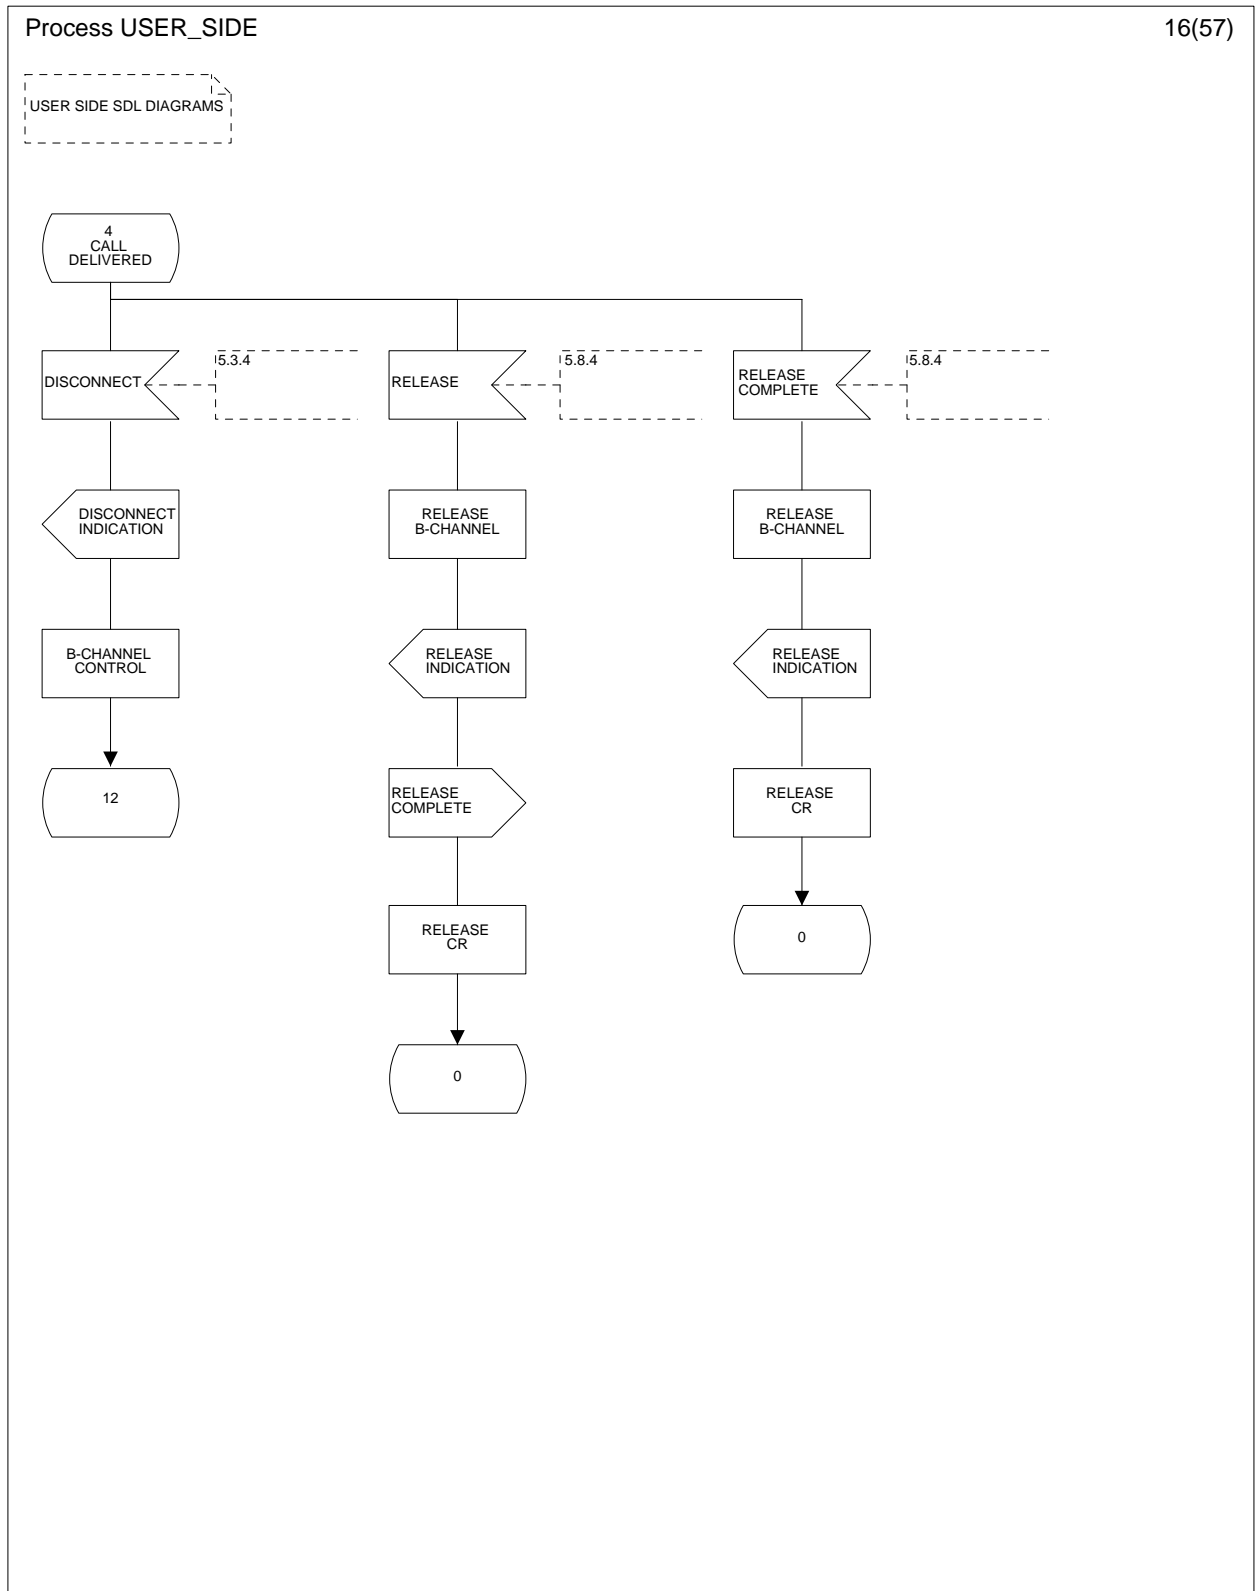 Process USER_SIDE
16(57)
USER SIDE SDL DIAGRAMS
4
CALL
DELIVERED
DISCONNECT
5.3.4
RELEASE
5.8.4
RELEASE
COMPLETE
5.8.4
DISCONNECT
INDICATION
RELEASE
B-CHANNEL
RELEASE
B-CHANNEL
B-CHANNEL
CONTROL
RELEASE
INDICATION
RELEASE
INDICATION
12
RELEASE
COMPLETE
RELEASE
CR
RELEASE
CR
0
0